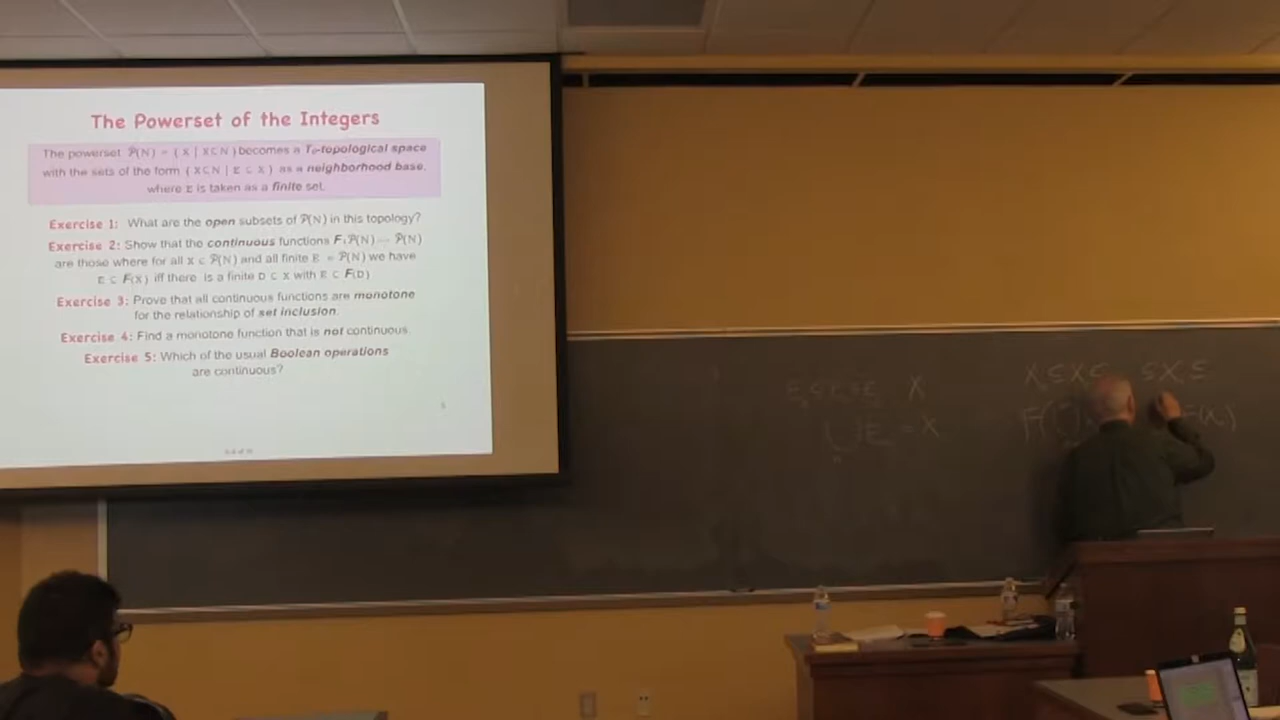 The Powerset of the Integers
The powerset P(N) = { X | X ⊆ N } becomes a T₀-topological space
with the sets of the form { X ⊆ N | E ⊆ X } as a neighborhood base,
where E is taken as a finite set.
Exercise 1: What are the open subsets of P(N) in this topology?
Exercise 2: Show that the continuous functions F: P(N) → P(N)
are those where for all X ∈ P(N) and all finite E ∈ P(N) we have
E ⊆ F(X) iff there is a finite D ⊆ X with E ⊆ F(D)
Exercise 3: Prove that all continuous functions are monotone
for the relationship of set inclusion.
Exercise 4: Find a monotone function that is not continuous.
Exercise 5: Which of the usual Boolean operations
are continuous?
X
= X